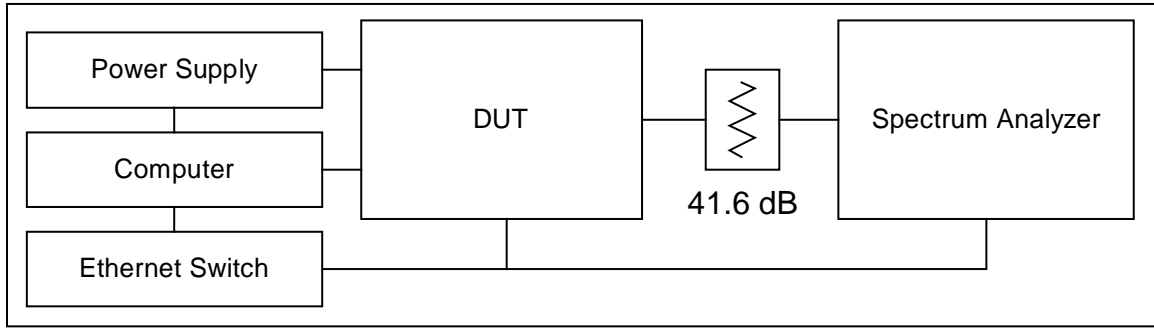 Power Supply
Computer
Ethernet Switch
DUT
41.6 dB
Spectrum Analyzer